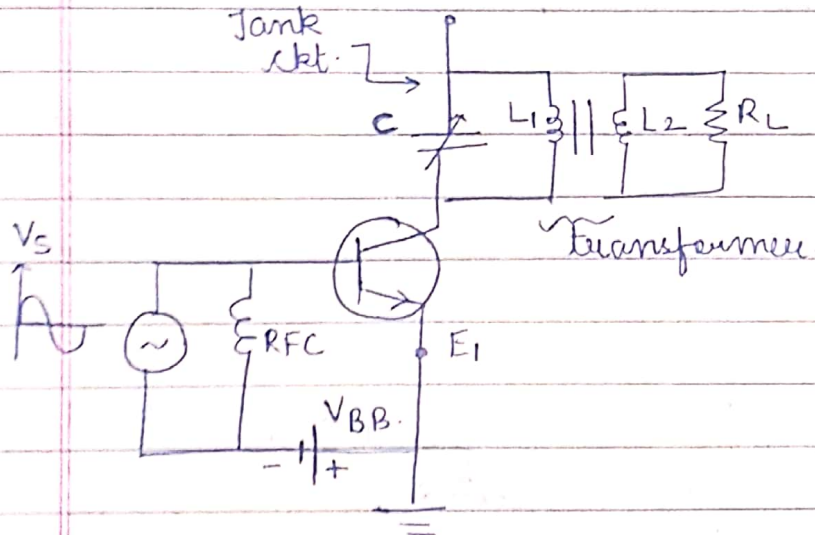 Tank
ckt.
C
L1
L2
RL
Transformer
VS
~
RFC
E1
VBB.
- +